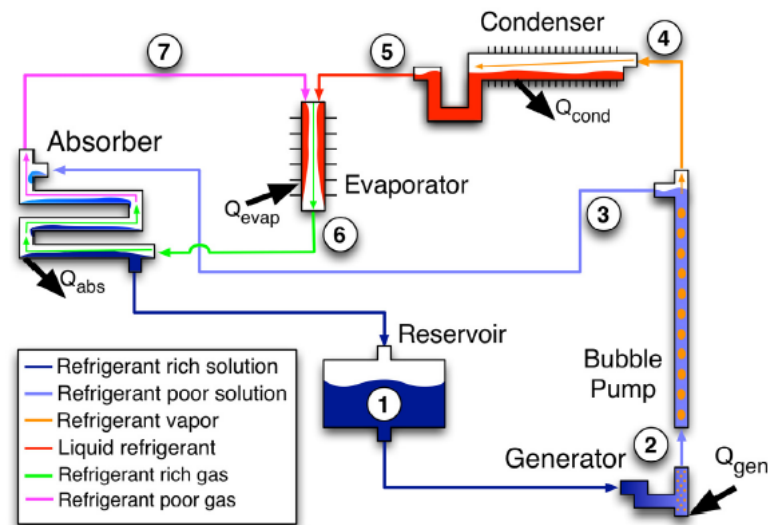 Condenser
7
5
4
Q_cond
Absorber
Evaporator
Q_evap
3
6
Q_abs
Reservoir
Bubble
Pump
1
2
Generator
Q_gen
Refrigerant rich solution
Refrigerant poor solution
Refrigerant vapor
Liquid refrigerant
Refrigerant rich gas
Refrigerant poor gas